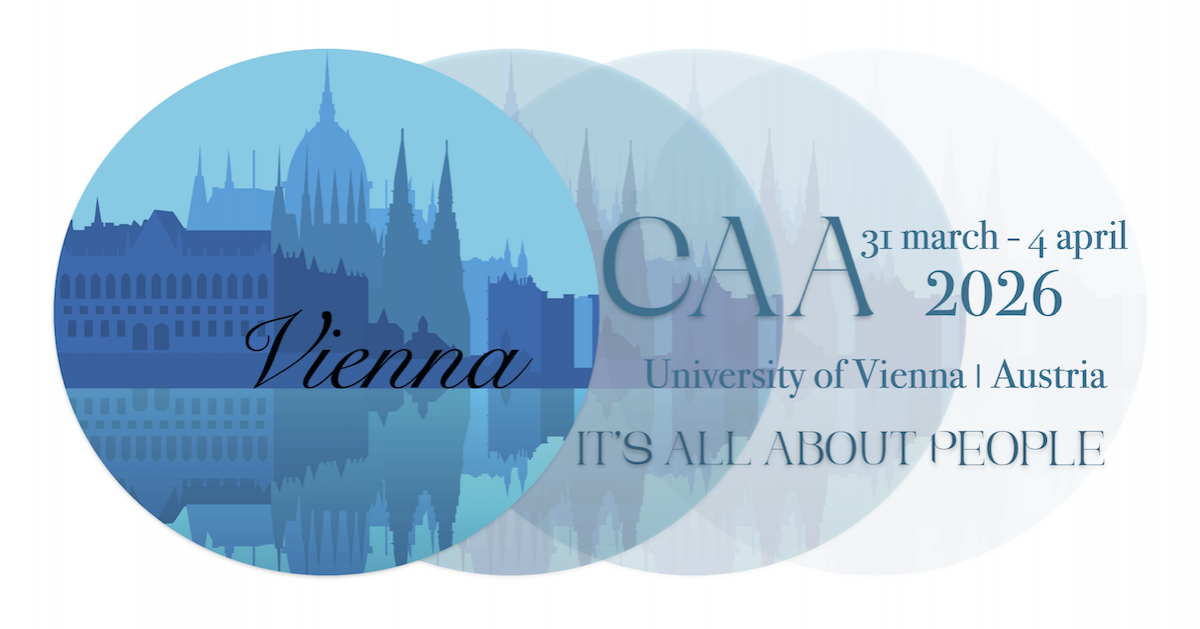 Vienna
CAA
31 march - 4 april
2026
University of Vienna | Austria
IT'S ALL ABOUT PEOPLE